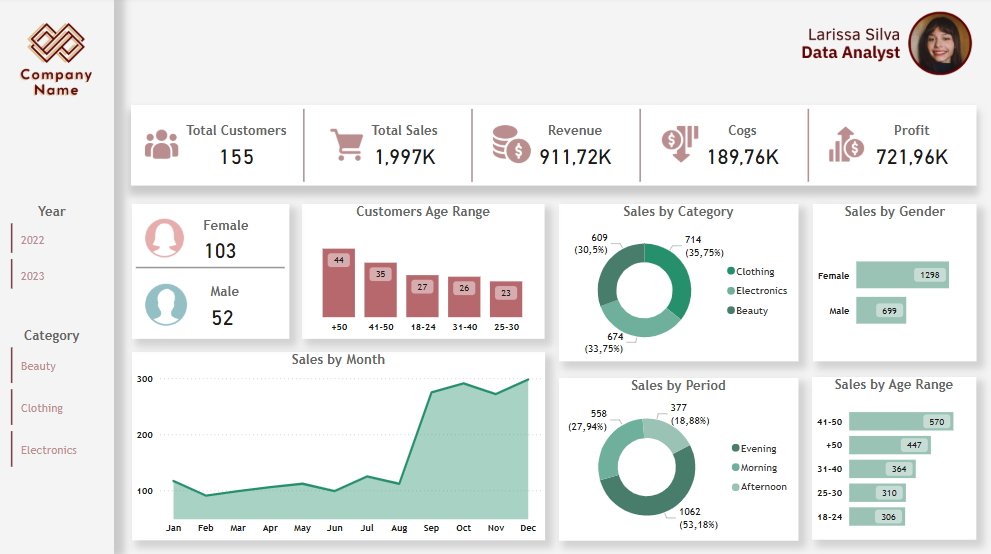 Company
Name
Larissa Silva
Data Analyst
Total Customers
155
Total Sales
1,997K
Revenue
911,72K
Cogs
189,76K
Profit
721,96K
Year
2022
2023
Category
Beauty
Clothing
Electronics
Female
103
Male
52
Customers Age Range
44
35
27
26
23
+50
41-50
18-24
31-40
25-30
Sales by Category
609
(30,5%)
714
(35,75%)
674
(33,75%)
Clothing
Electronics
Beauty
Sales by Gender
Female
1298
Male
699
Sales by Month
300
200
100
Jan
Feb
Mar
Apr
May
Jun
Jul
Aug
Sep
Oct
Nov
Dec
Sales by Period
377
(18,88%)
558
(27,94%)
1062
(53,18%)
Evening
Morning
Afternoon
Sales by Age Range
41-50
570
+50
447
31-40
364
25-30
310
18-24
306